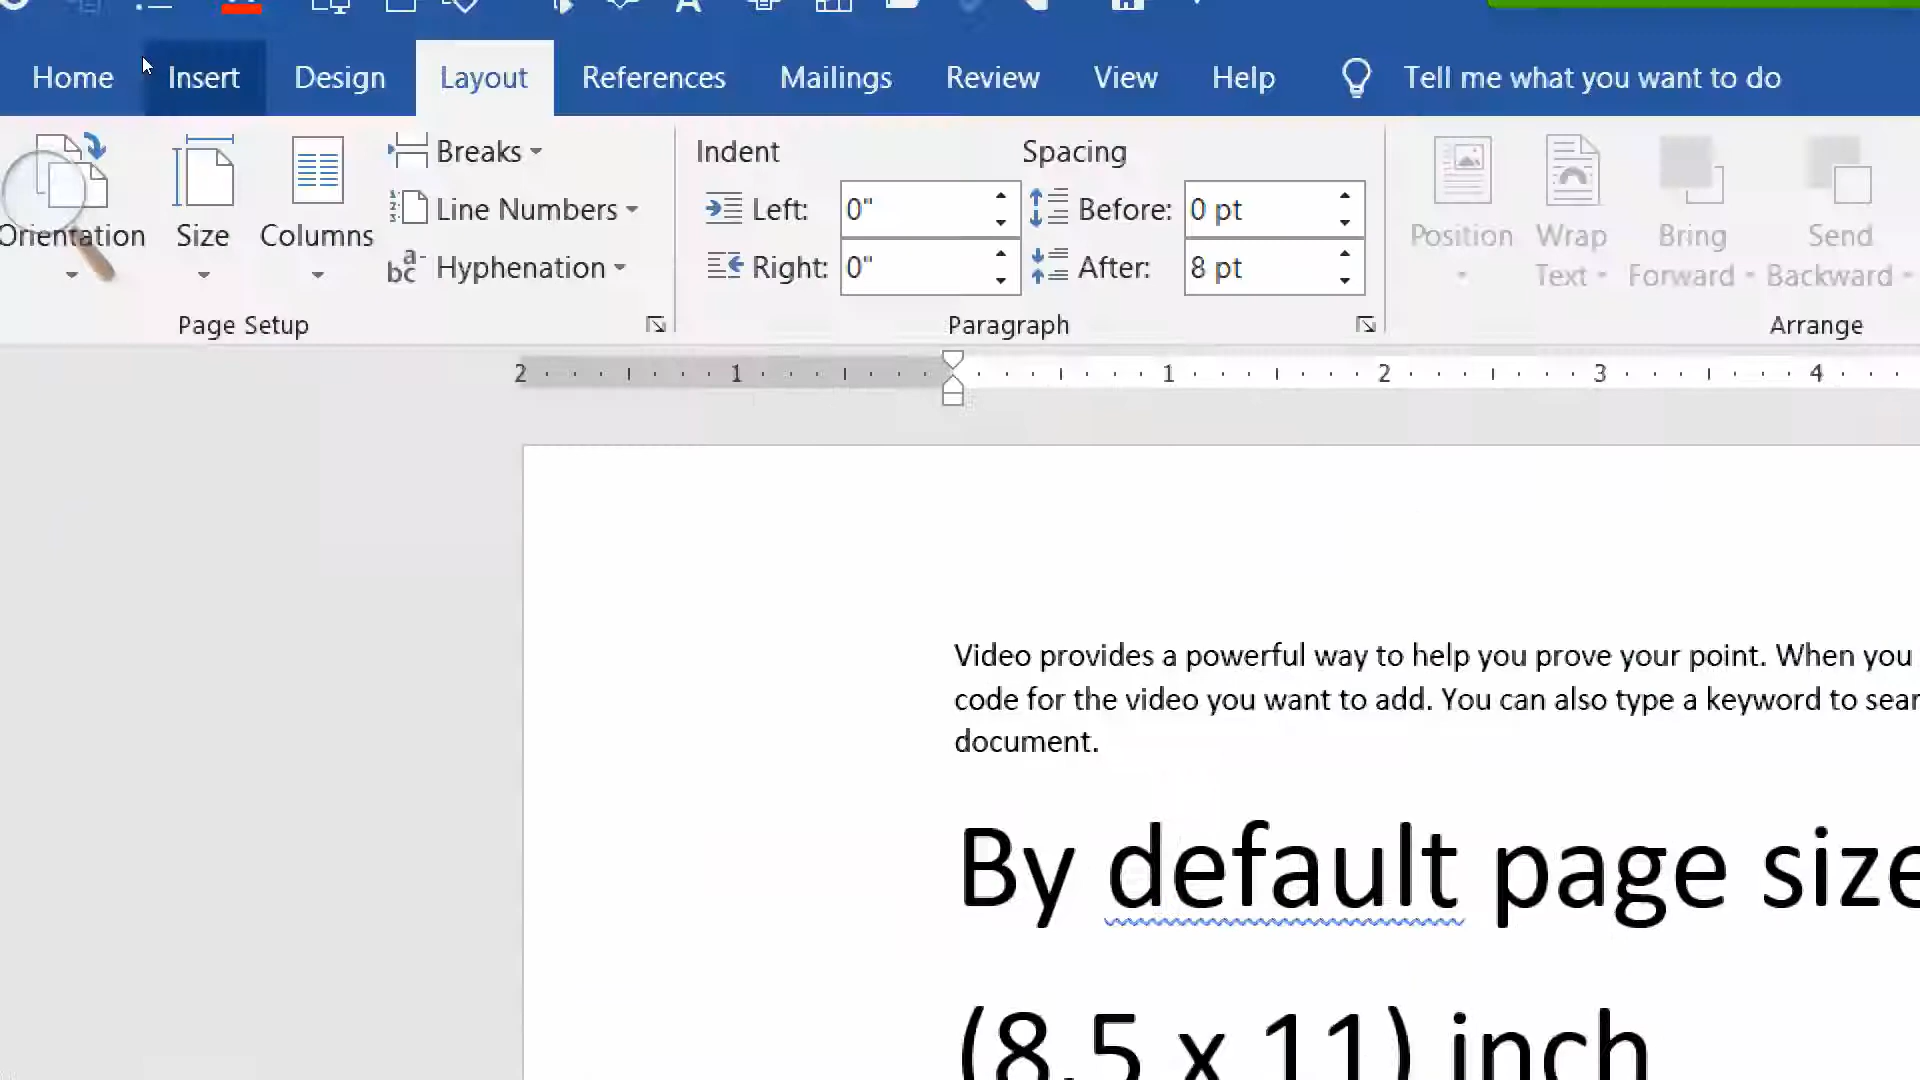 Home Insert Design Layout References Mailings Review View Help Tell me what you want to do
Orientation Size Columns
Breaks
Line Numbers
Hyphenation
Page Setup
Indent Spacing
Left: 0" Before: 0 pt
Right: 0" After: 8 pt
Paragraph
Position Wrap Text Bring Forward Send Backward
Arrange
2 1 1 2 3 4
Video provides a powerful way to help you prove your point. When you
code for the video you want to add. You can also type a keyword to sear
document.
By default page size
(8.5 x 11) inch